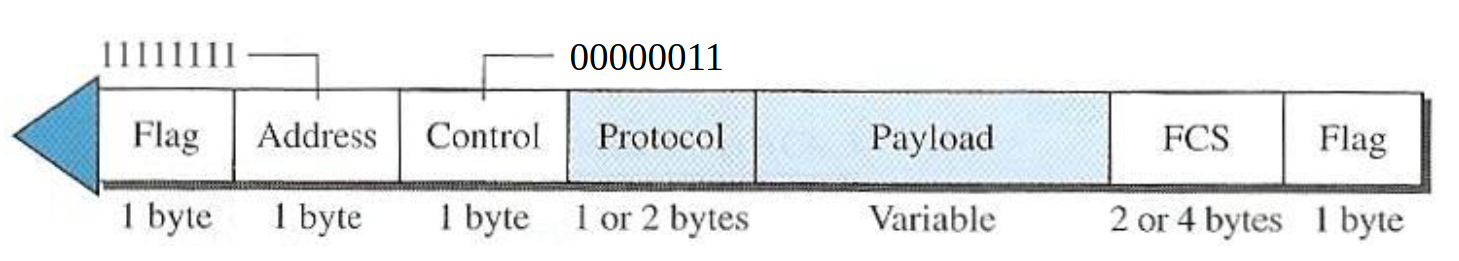 11111111 00000011
Flag Address Control Protocol Payload FCS Flag
1 byte 1 byte 1 byte 1 or 2 bytes Variable 2 or 4 bytes 1 byte